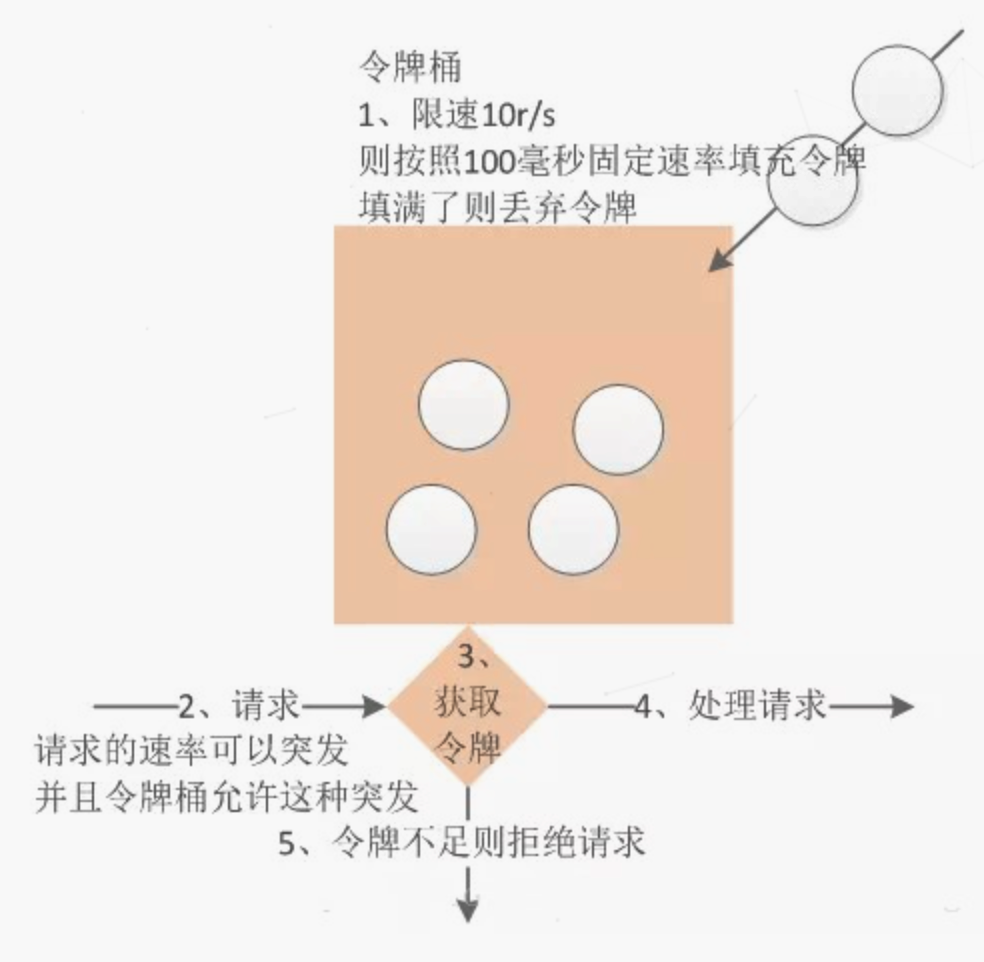 令牌桶
1、限速10r/s
则按照100毫秒固定速率填充令牌
填满了则丢弃令牌
3、
获取
令牌
2、请求
4、处理请求
请求的速率可以突发
并且令牌桶允许这种突发
5、令牌不足则拒绝请求